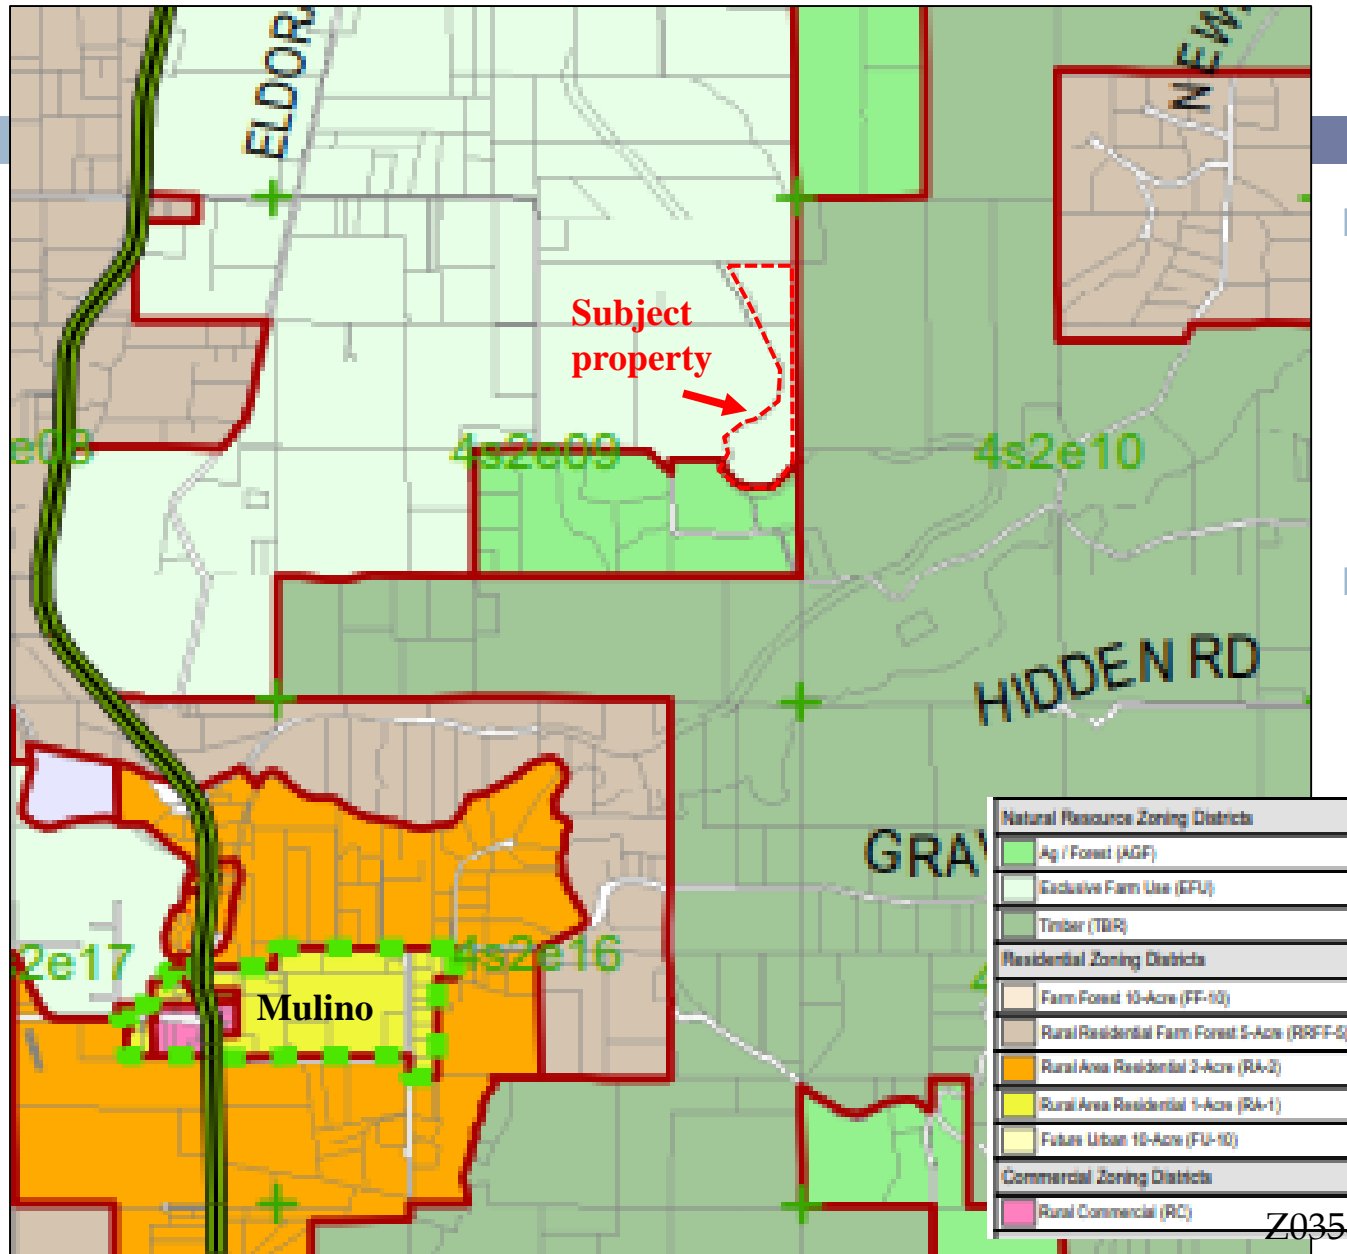 ELDOR
NEW
Subject
property
4s2e09
4s2e10
HIDDEN RD
GRA
2e17
4s2e16
Mulino
4
Natural Resource Zoning Districts
Ag / Forest (AGF)
Exclusive Farm Use (EFU)
Timber (TBR)
Residential Zoning Districts
Farm Forest 10-Acre (FF-10)
Rural Residential Farm Forest 5-Acre (RRFF-5)
Rural Area Residential 2-Acre (RA-2)
Rural Area Residential 1-Acre (RA-1)
Future Urban 10-Acre (FU-10)
Commercial Zoning Districts
Rural Commercial (RC)
Z035